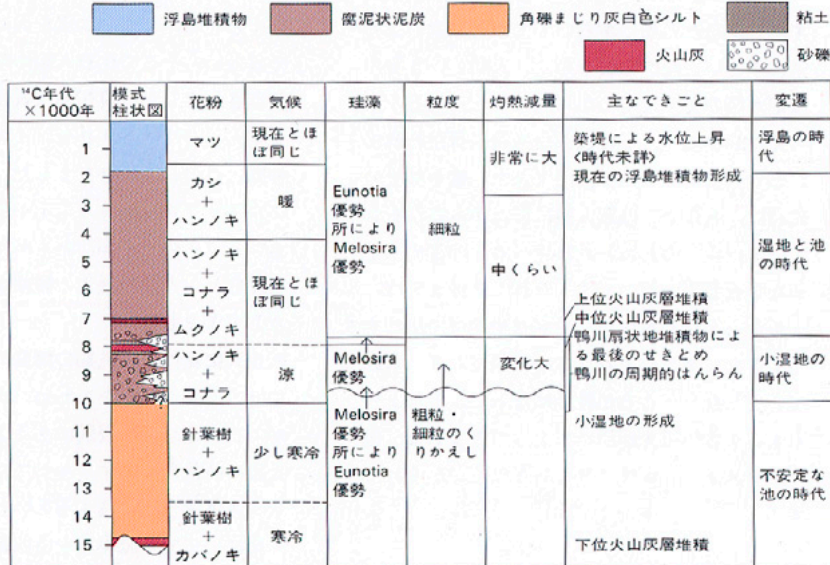 浮島堆積物 腐泥状泥炭 角礫まじり灰白色シルト 粘土
火山灰 砂礫
¹⁴C年代
×1000年
模式
柱状図
花粉 気候 珪藻 粒度 灼熱減量 主なできごと 変遷
1
2
3
4
5
6
7
8
9
10
11
12
13
14
15
マツ
カシ
+
ハンノキ
ハンノキ
+
コナラ
+
ムクノキ
ハンノキ
+
コナラ
針葉樹
+
ハンノキ
針葉樹
+
カバノキ
現在とほ
ぼ同じ
暖
現在とほ
ぼ同じ
涼
少し寒冷
寒冷
Eunotia
優勢
所により
Melosira
優勢
Melosira
優勢
Melosira
優勢
所により
Eunotia
優勢
細粒
粗粒・
細粒のく
りかえし
非常に大
中くらい
変化大
築堤による水位上昇
<時代未詳>
現在の浮島堆積物形成
上位火山灰層堆積
中位火山灰層堆積
鴨川扇状地堆積物によ
る最後のせきとめ
鴨川の周期的はんらん
小湿地の形成
下位火山灰層堆積
浮島の時
代
湿地と池
の時代
小湿地の
時代
不安定な
池の時代